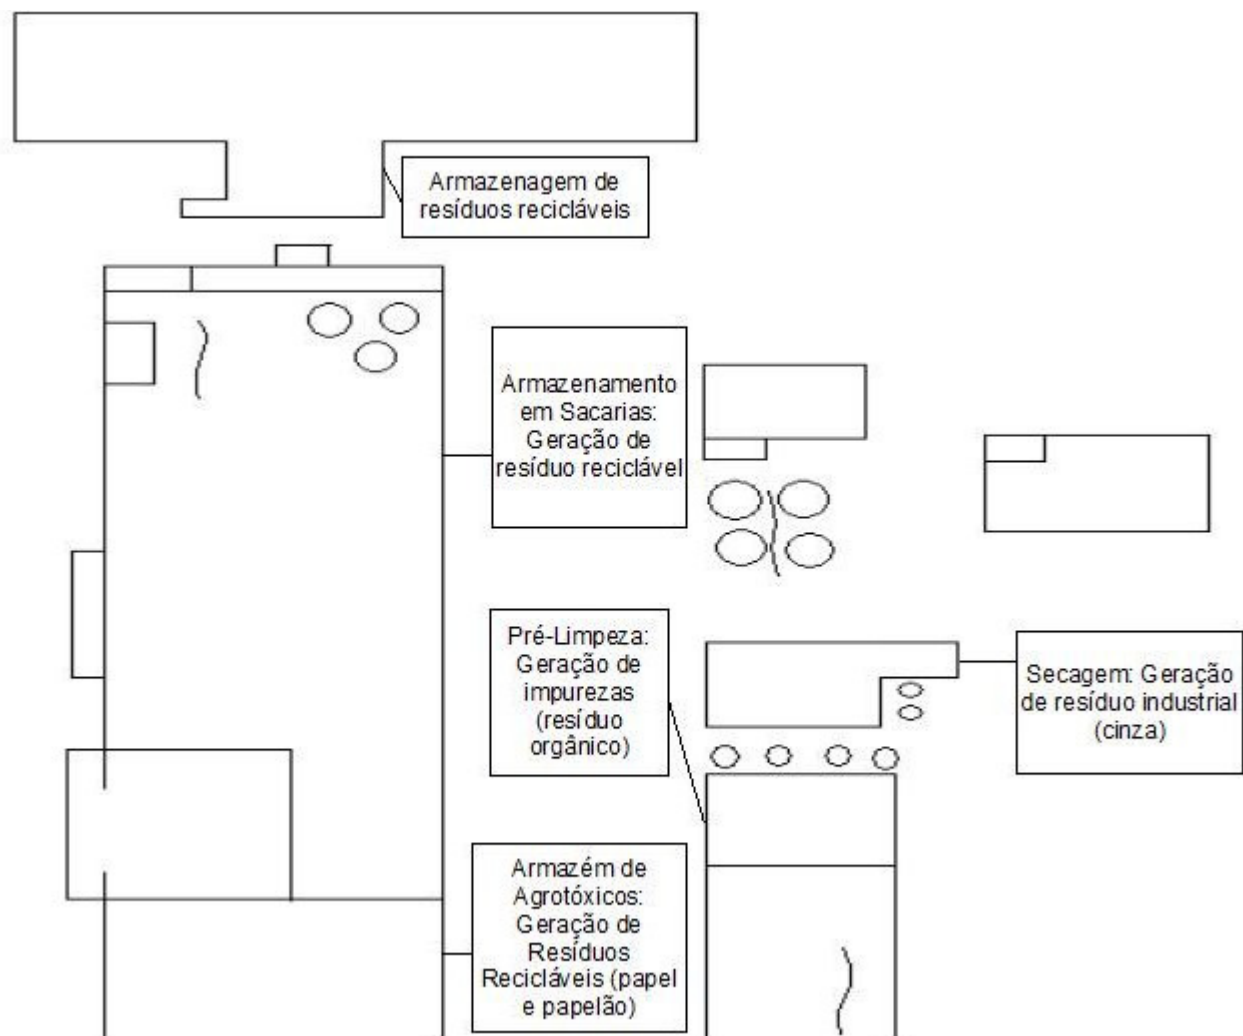 Armazenagem de
resíduos recicláveis
Armazenamento
em Sacarias:
Geração de
resíduo reciclável
Pré-Limpeza:
Geração de
impurezas
(resíduo
orgânico)
Secagem: Geração
de resíduo industrial
(cinza)
Armazém de
Agrotóxicos:
Geração de
Resíduos
Recicláveis (papel
e papelão)